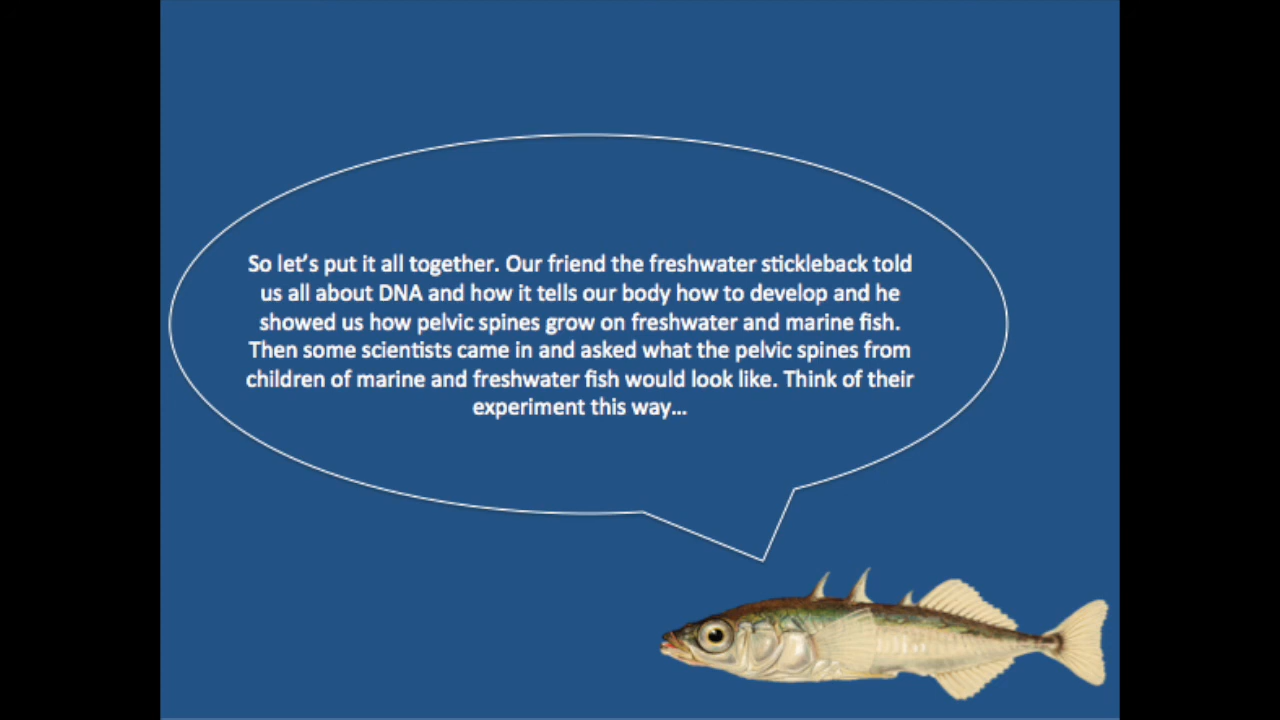 So let's put it all together. Our friend the freshwater stickleback told
us all about DNA and how it tells our body how to develop and he
showed us how pelvic spines grow on freshwater and marine fish.
Then some scientists came in and asked what the pelvic spines from
children of marine and freshwater fish would look like. Think of their
experiment this way...